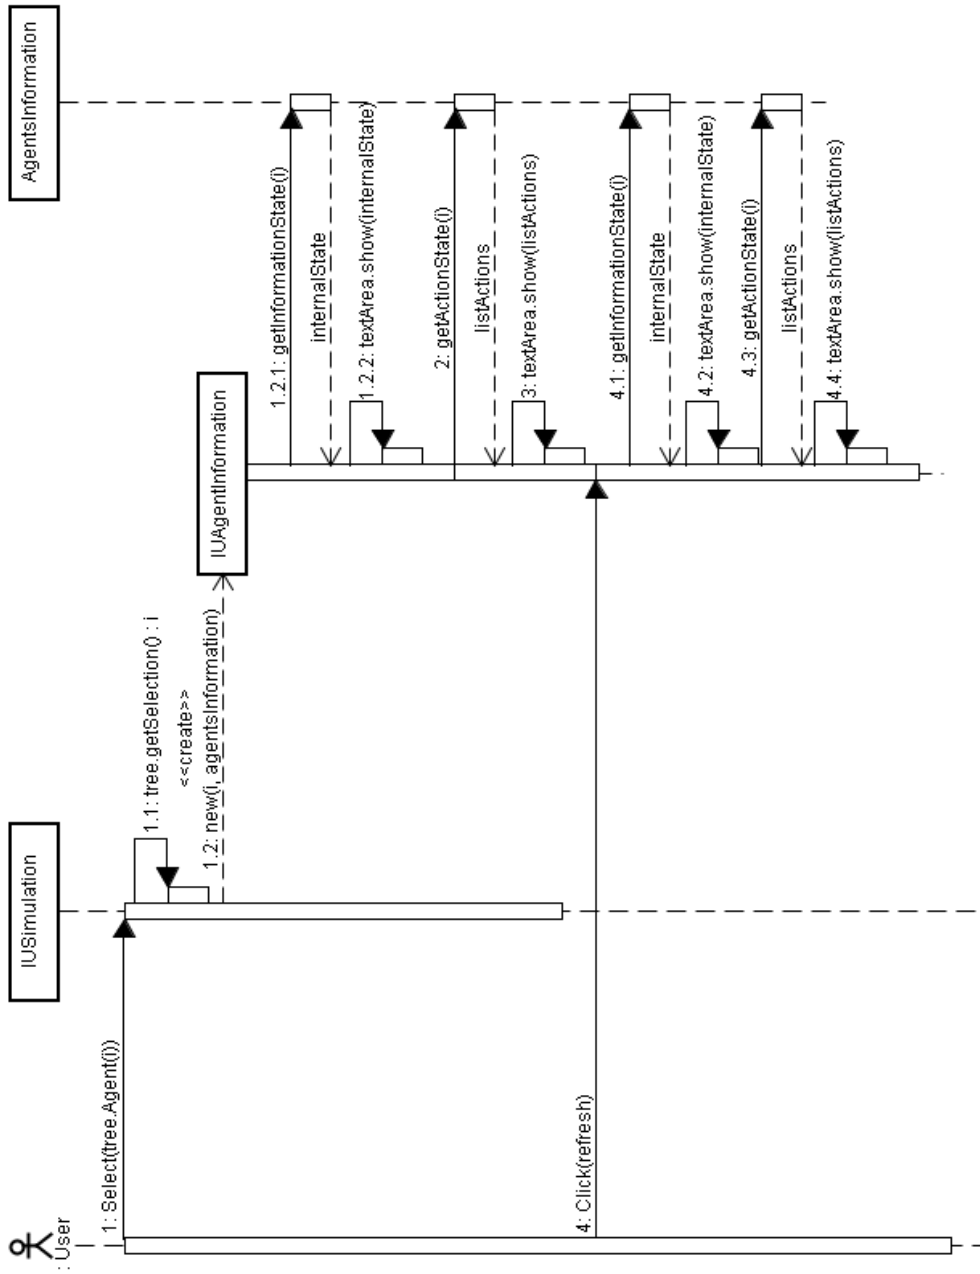 : User
IUSimulation
AgentsInformation
1: Select(tree.Agent(i))
1.1: tree.getSelection() : i
<<create>>
1.2: new(i, agentsInformation)
IUAgentInformation
1.2.1: getInformationState(i)
internalState
1.2.2: textArea.show(internalState)
2: getActionState(i)
listActions
3: textArea.show(listActions)
4: Click(refresh)
4.1: getInformationState(i)
internalState
4.2: textArea.show(internalState)
4.3: getActionState(i)
listActions
4.4: textArea.show(listActions)